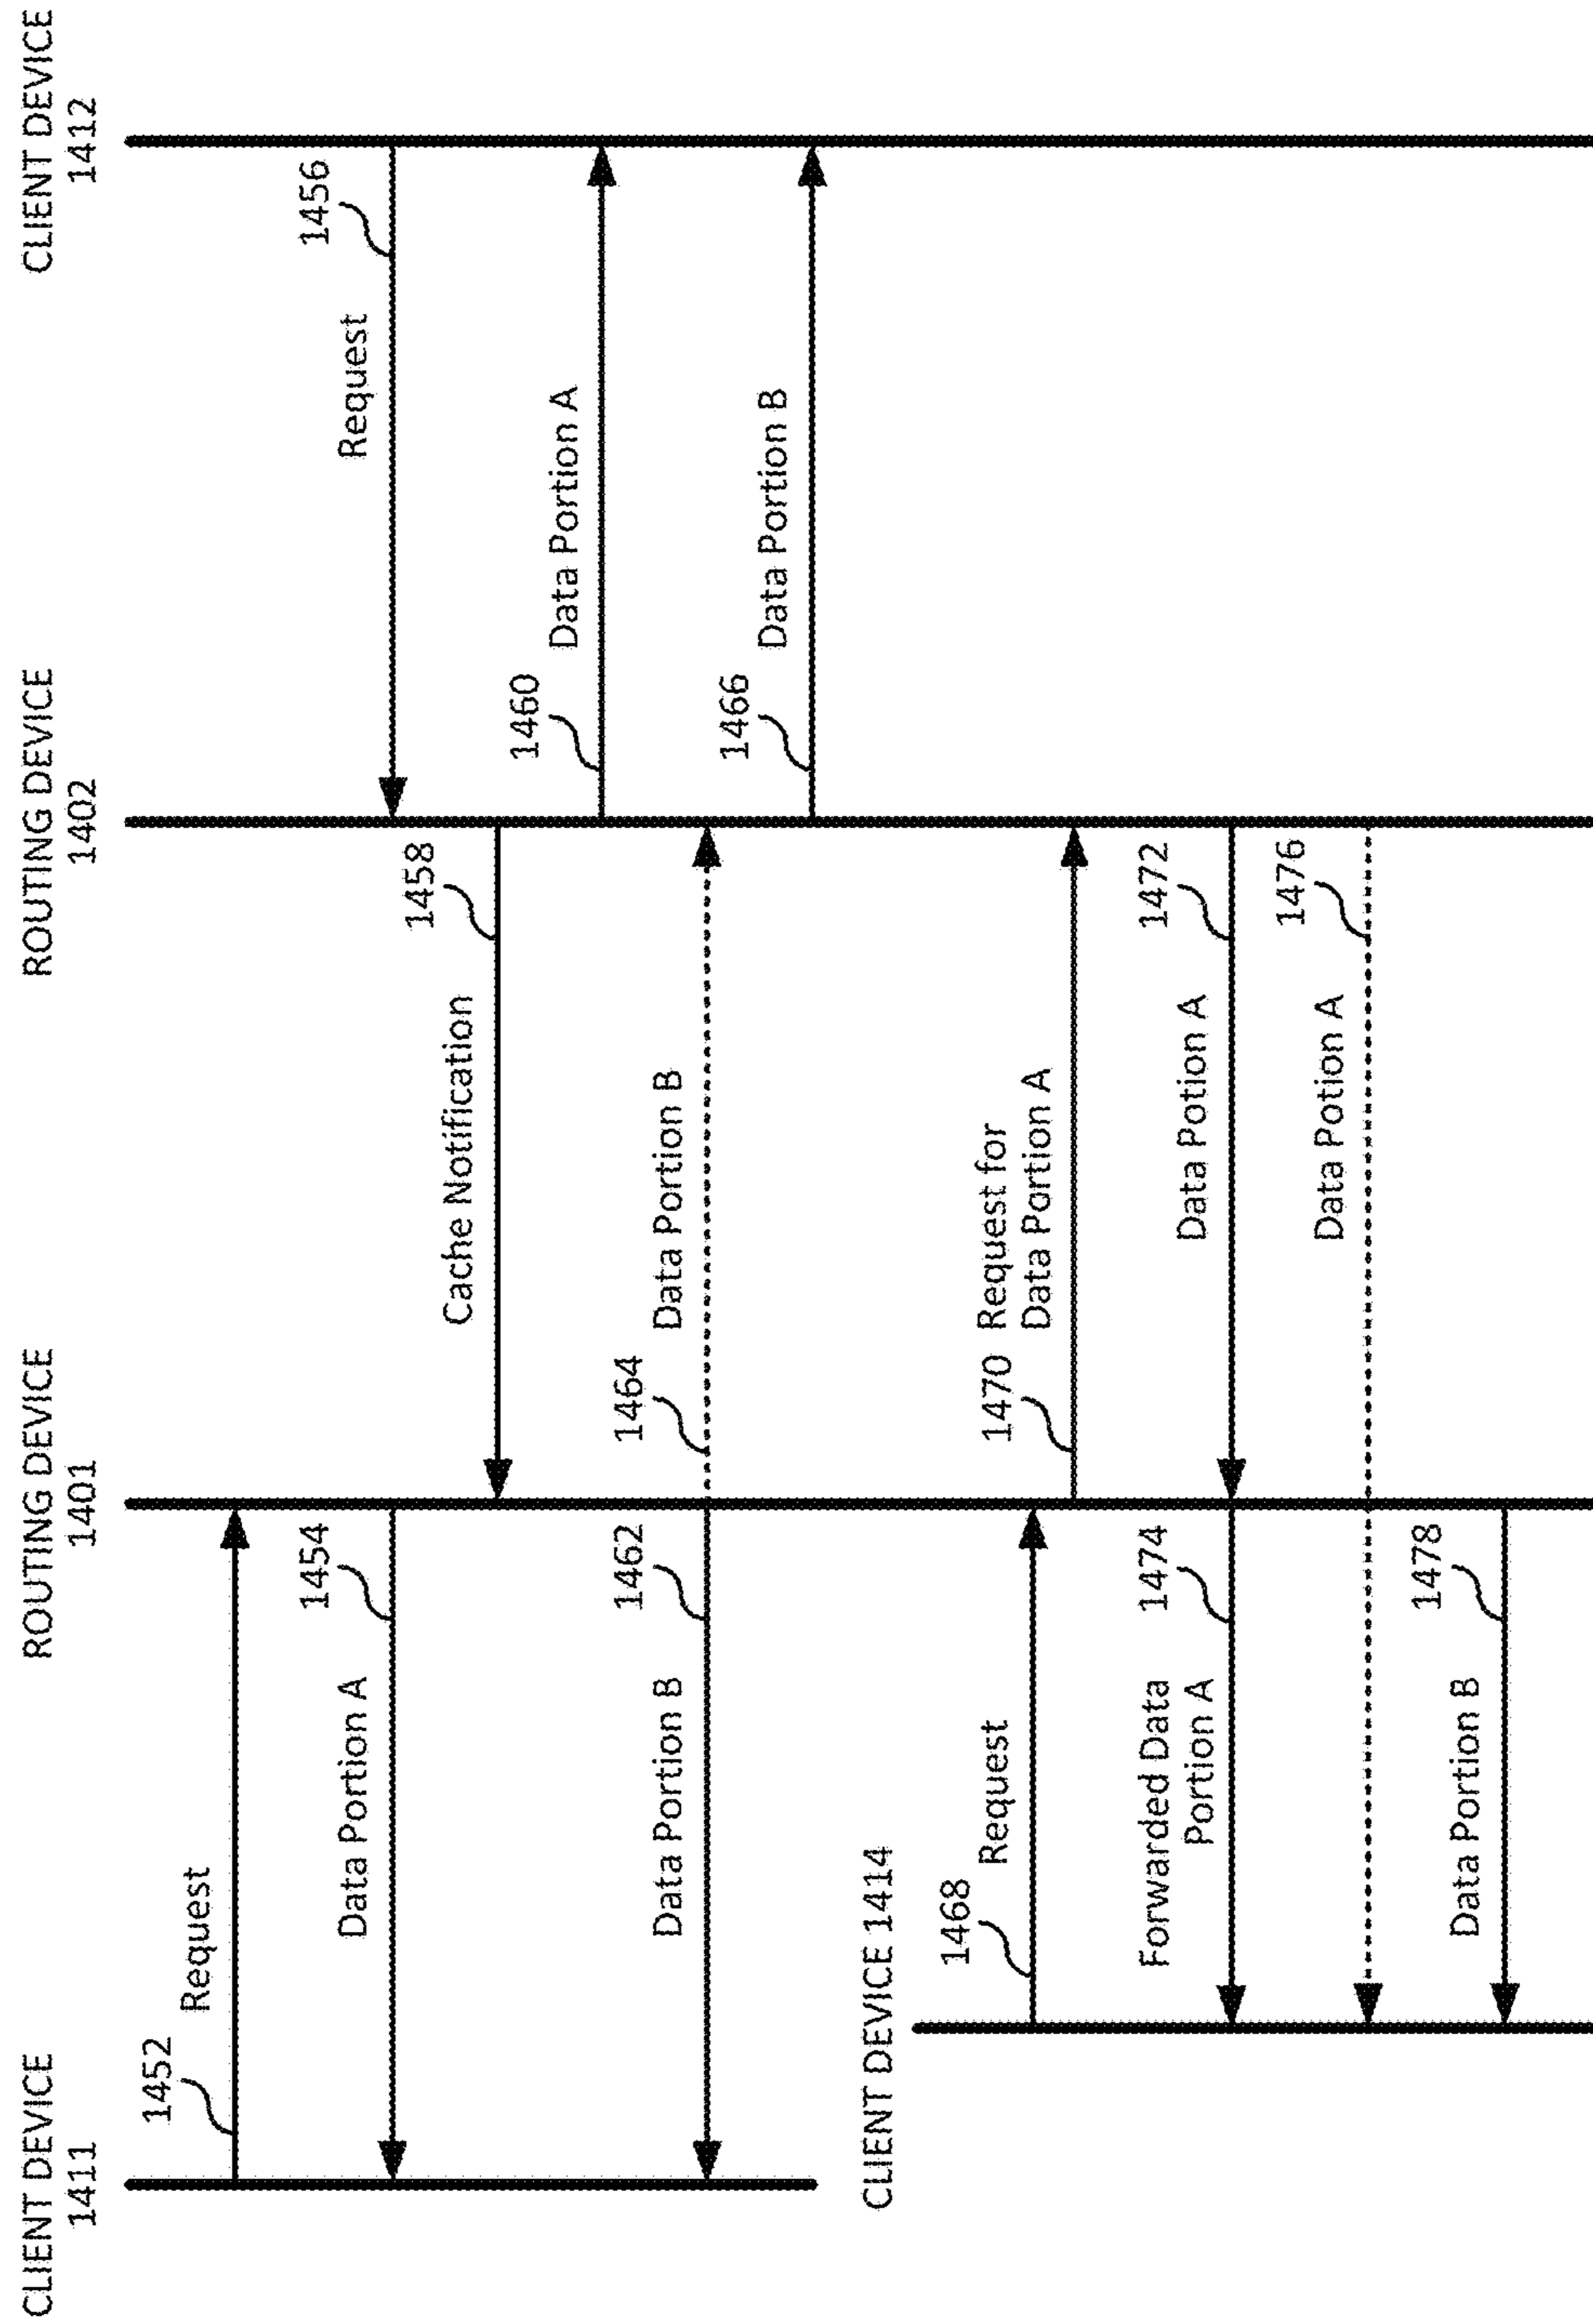 CLIENT DEVICE
1411
ROUTING DEVICE
1401
ROUTING DEVICE
1402
CLIENT DEVICE
1412
1452
Request
1454
Data Portion A
1456
Request
1458
Cache Notification
1460
Data Portion A
1462
Data Portion B
1464
Data Portion B
1466
Data Portion B
CLIENT DEVICE 1414
1468
Request
1470
Request for
Data Portion A
1472
Data Potion A
1474
Forwarded Data
Portion A
1476
Data Potion A
1478
Data Portion B